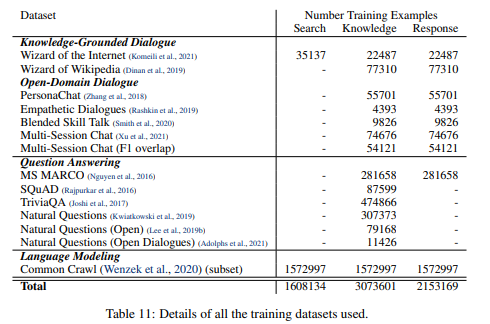 Dataset Number Training Examples
Search Knowledge Response
Knowledge-Grounded Dialogue
Wizard of the Internet (Komeili et al., 2021) 35137 22487 22487
Wizard of Wikipedia (Dinan et al., 2019) - 77310 77310
Open-Domain Dialogue
PersonaChat (Zhang et al., 2018) - 55701 55701
Empathetic Dialogues (Rashkin et al., 2019) - 4393 4393
Blended Skill Talk (Smith et al., 2020) - 9826 9826
Multi-Session Chat (Xu et al., 2021) - 74676 74676
Multi-Session Chat (F1 overlap) - 54121 54121
Question Answering
MS MARCO (Nguyen et al., 2016) - 281658 281658
SQuAD (Rajpurkar et al., 2016) - 87599 -
TriviaQA (Joshi et al., 2017) - 474866 -
Natural Questions (Kwiatkowski et al., 2019) - 307373 -
Natural Questions (Open) (Lee et al., 2019b) - 79168 -
Natural Questions (Open Dialogues) (Adolphs et al., 2021) - 11426 -
Language Modeling
Common Crawl (Wenzek et al., 2020) (subset) 1572997 1572997 1572997
Total 1608134 3073601 2153169
Table 11: Details of all the training datasets used.